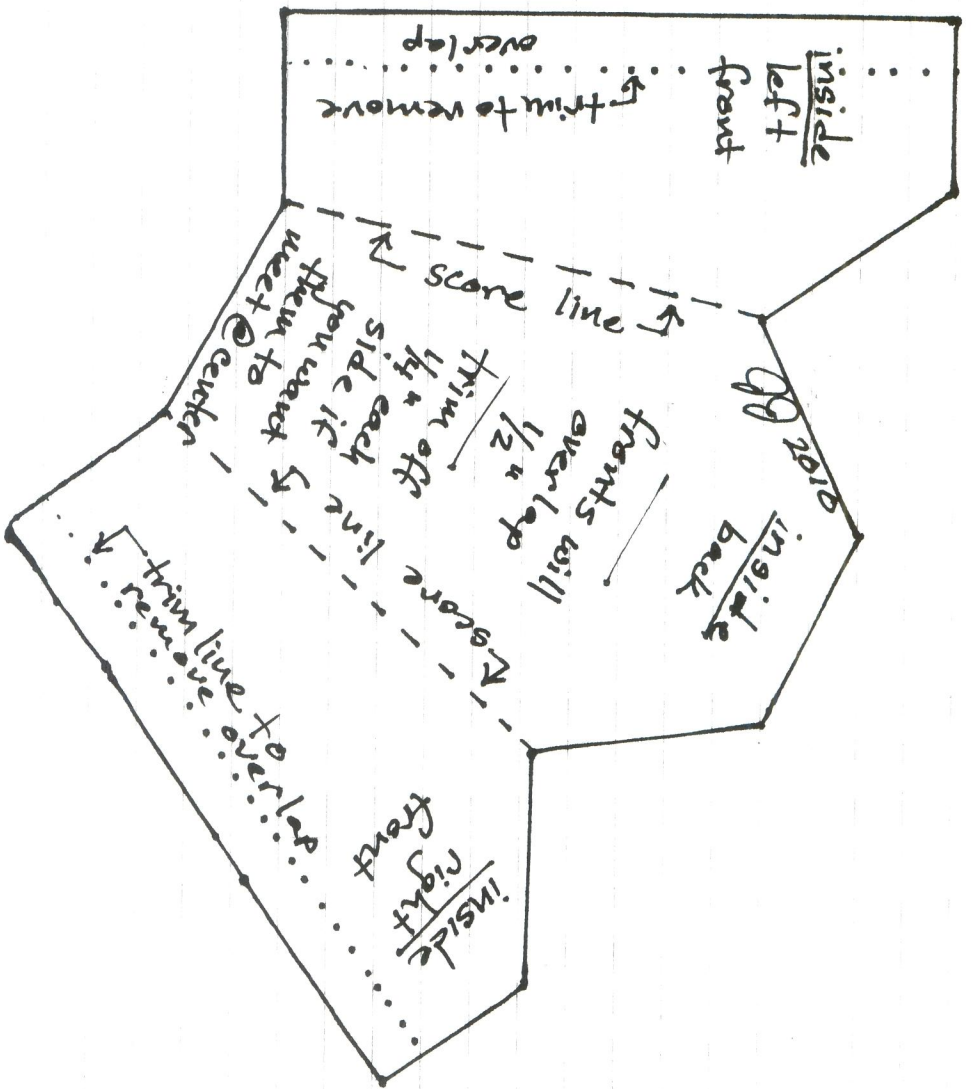 inside
left
front
trim to remove
overlap
score line
GG 2010
inside
back
fronts will
overlap
1/2"
trim off
1/4" each
side if
you want
them to
meet @ center
score line
trim line to
remove overlap
inside
right
front